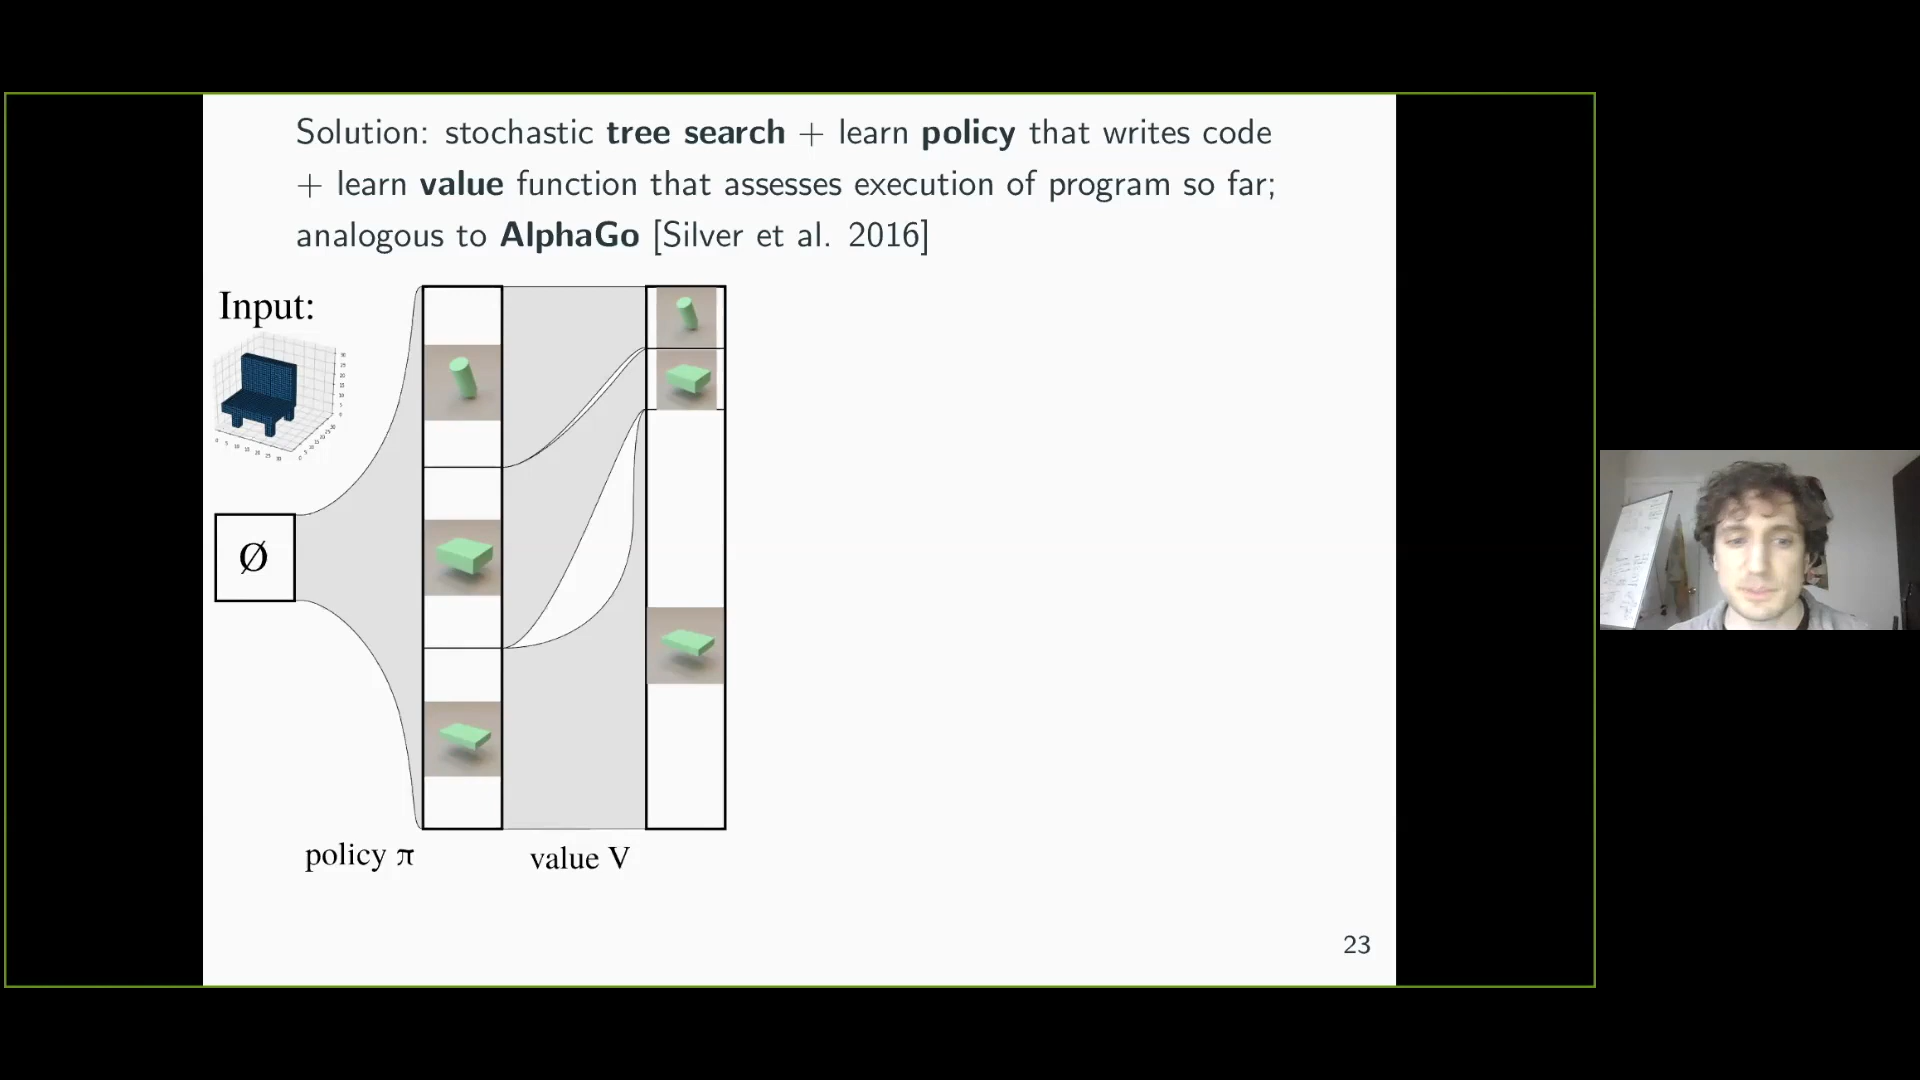 Solution: stochastic tree search + learn policy that writes code
+ learn value function that assesses execution of program so far;
analogous to AlphaGo [Silver et al. 2016]
Input:
Ø
policy π
value V
23